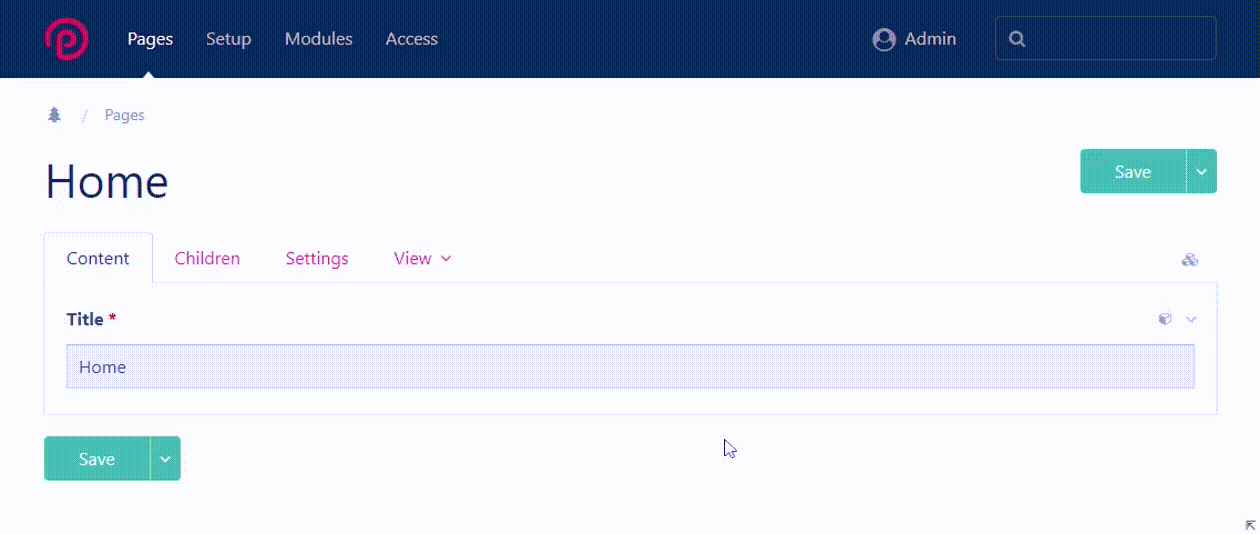 Pages Setup Modules Access Admin
/ Pages
Home
Save
Content Children Settings View
Title *
Home
Save